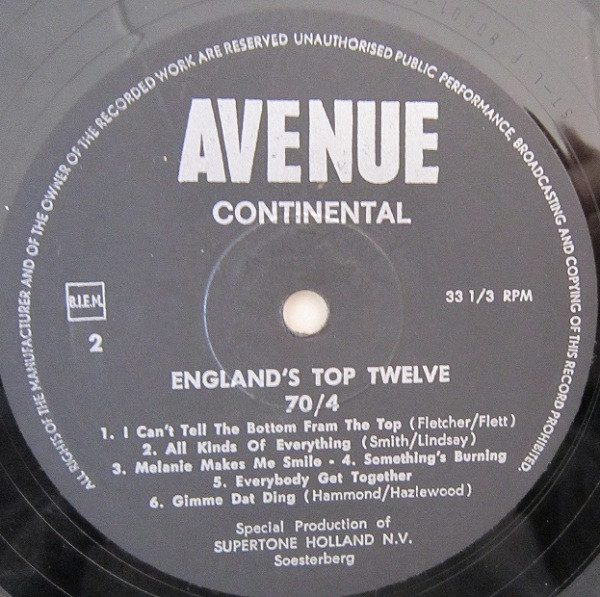 ALL RIGHTS OF THE MANUFACTURER AND OF THE OWNER OF THE RECORDED WORK ARE RESERVED UNAUTHORISED PUBLIC PERFORMANCE, BROADCASTING AND COPYING OF THIS RECORD PROHIBITED.
AVENUE
CONTINENTAL
B.I.E.M.
33 1/3 RPM
2
ENGLAND'S TOP TWELVE
70/4
1. I Can't Tell The Bottom Fram The Top (Fletcher/Flett)
2. All Kinds Of Everything (Smith/Lindsay)
3. Melanie Makes Me Smile - 4. Something's Burning
5. Everybody Get Together
6. Gimme Dat Ding (Hammond/Hazlewood)
Special Production of
SUPERTONE HOLLAND N.V.
Soesterberg